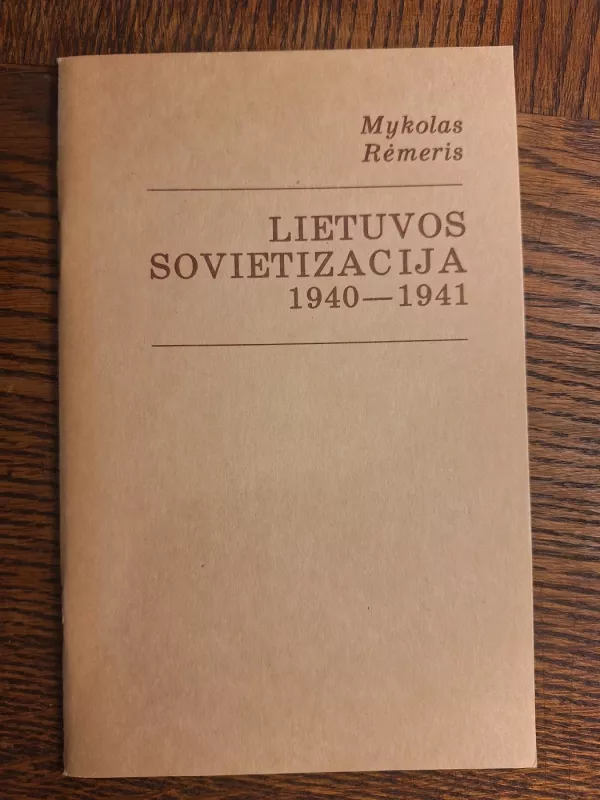 Mykolas
Rėmeris
LIETUVOS
SOVIETIZACIJA
1940—1941